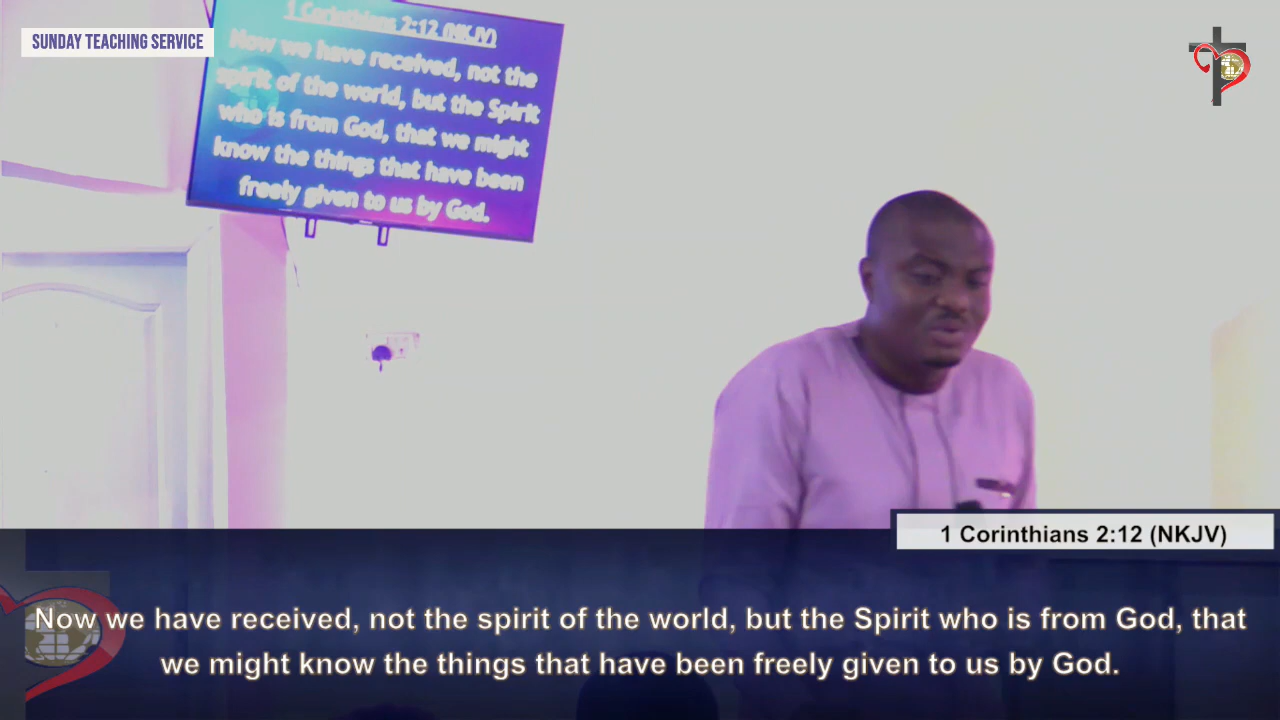 SUNDAY TEACHING SERVICE
1 Corinthians 2:12 (NKJV)
Now we have received, not the
spirit of the world, but the Spirit
who is from God, that we might
know the things that have been
freely given to us by God.
1 Corinthians 2:12 (NKJV)
Now we have received, not the spirit of the world, but the Spirit who is from God, that
we might know the things that have been freely given to us by God.